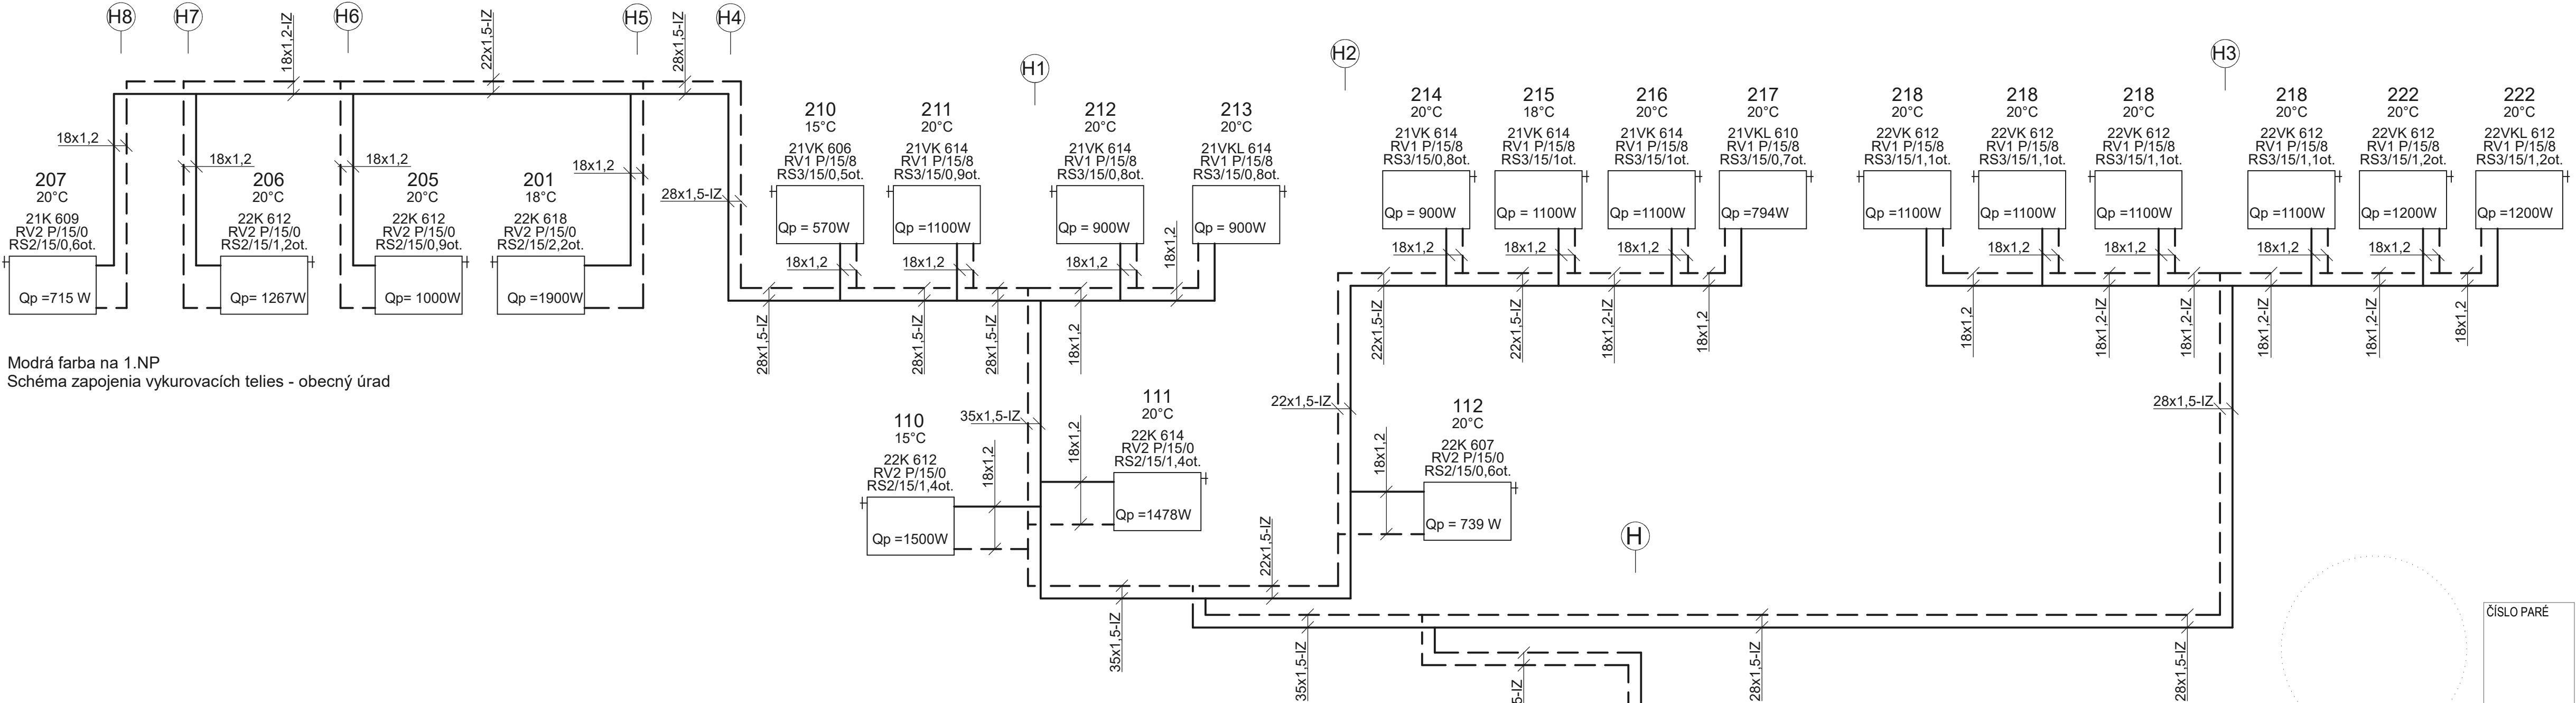 H8
H7
H6
H5
H4
18x1,2-IZ
22x1,5-IZ
28x1,5-IZ
H1
H2
H3
18x1,2
18x1,2
18x1,2
18x1,2
28x1,5-IZ
207
20°C
21K 609
RV2 P/15/0
RS2/15/0,6ot.
Qp =715 W
206
20°C
22K 612
RV2 P/15/0
RS2/15/1,2ot.
Qp= 1267W
205
20°C
22K 612
RV2 P/15/0
RS2/15/0,9ot.
Qp= 1000W
201
18°C
22K 618
RV2 P/15/0
RS2/15/2,2ot.
Qp =1900W
210
15°C
21VK 606
RV1 P/15/8
RS3/15/0,5ot.
Qp = 570W
18x1,2
211
20°C
21VK 614
RV1 P/15/8
RS3/15/0,9ot.
Qp =1100W
18x1,2
212
20°C
21VK 614
RV1 P/15/8
RS3/15/0,8ot.
Qp = 900W
18x1,2
213
20°C
21VKL 614
RV1 P/15/8
RS3/15/0,8ot.
Qp = 900W
18x1,2
214
20°C
21VK 614
RV1 P/15/8
RS3/15/0,8ot.
Qp = 900W
18x1,2
215
18°C
21VK 614
RV1 P/15/8
RS3/15/1ot.
Qp = 1100W
18x1,2
216
20°C
21VK 614
RV1 P/15/8
RS3/15/1ot.
Qp =1100W
18x1,2
217
20°C
21VKL 610
RV1 P/15/8
RS3/15/0,7ot.
Qp =794W
218
20°C
22VK 612
RV1 P/15/8
RS3/15/1,1ot.
Qp =1100W
218
20°C
22VK 612
RV1 P/15/8
RS3/15/1,1ot.
Qp =1100W
18x1,2
218
20°C
22VK 612
RV1 P/15/8
RS3/15/1,1ot.
Qp =1100W
18x1,2
218
20°C
22VK 612
RV1 P/15/8
RS3/15/1,1ot.
Qp =1100W
18x1,2
222
20°C
22VK 612
RV1 P/15/8
RS3/15/1,2ot.
Qp =1200W
18x1,2
222
20°C
22VKL 612
RV1 P/15/8
RS3/15/1,2ot.
Qp =1200W
28x1,5-IZ
28x1,5-IZ
28x1,5-IZ
18x1,2
22x1,5-IZ
22x1,5-IZ
18x1,2-IZ
18x1,2
18x1,2
18x1,2-IZ
18x1,2-IZ
18x1,2-IZ
18x1,2-IZ
18x1,2
Modrá farba na 1.NP
Schéma zapojenia vykurovacích telies - obecný úrad
110
15°C
22K 612
RV2 P/15/0
RS2/15/1,4ot.
Qp =1500W
18x1,2
35x1,5-IZ
18x1,2
111
20°C
22K 614
RV2 P/15/0
RS2/15/1,4ot.
Qp =1478W
22x1,5-IZ
18x1,2
112
20°C
22K 607
RV2 P/15/0
RS2/15/0,6ot.
Qp = 739 W
28x1,5-IZ
22x1,5-IZ
H
35x1,5-IZ
35x1,5-IZ
5-IZ
28x1,5-IZ
28x1,5-IZ
ČÍSLO PARÉ